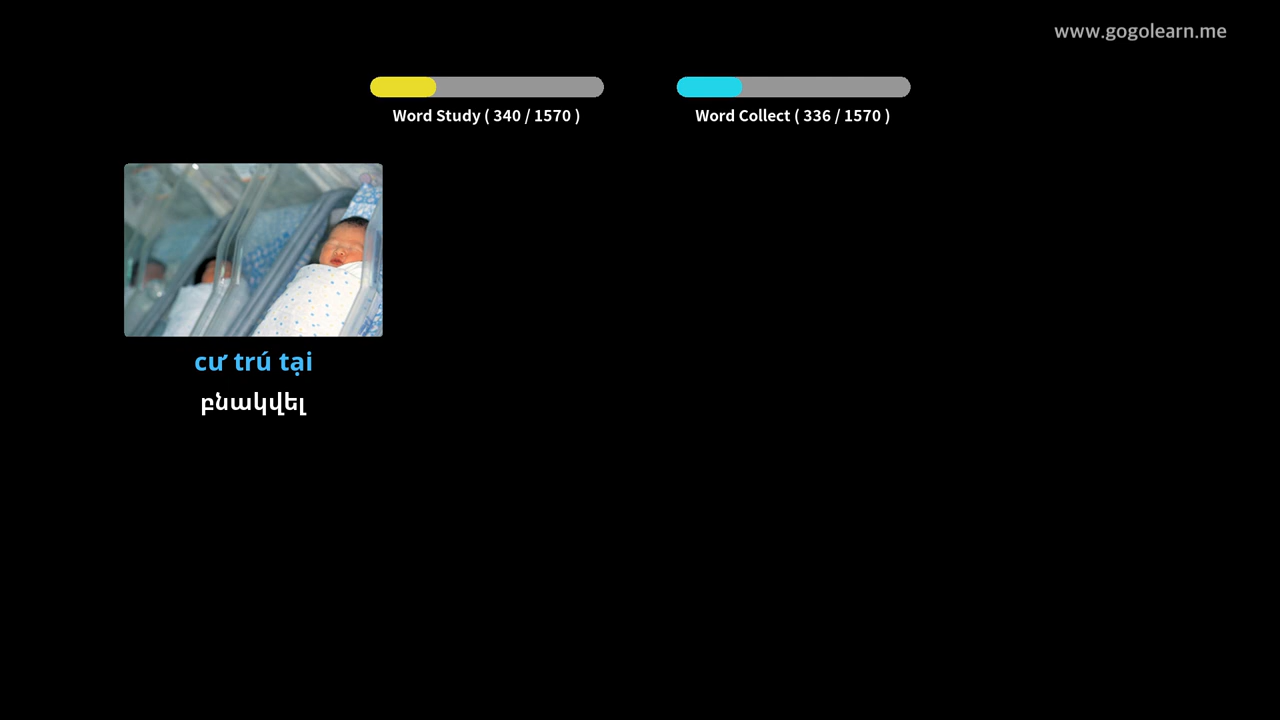 www.gogolearn.me
Word Study ( 340 / 1570 )
Word Collect ( 336 / 1570 )
cư trú tại
բնակվել